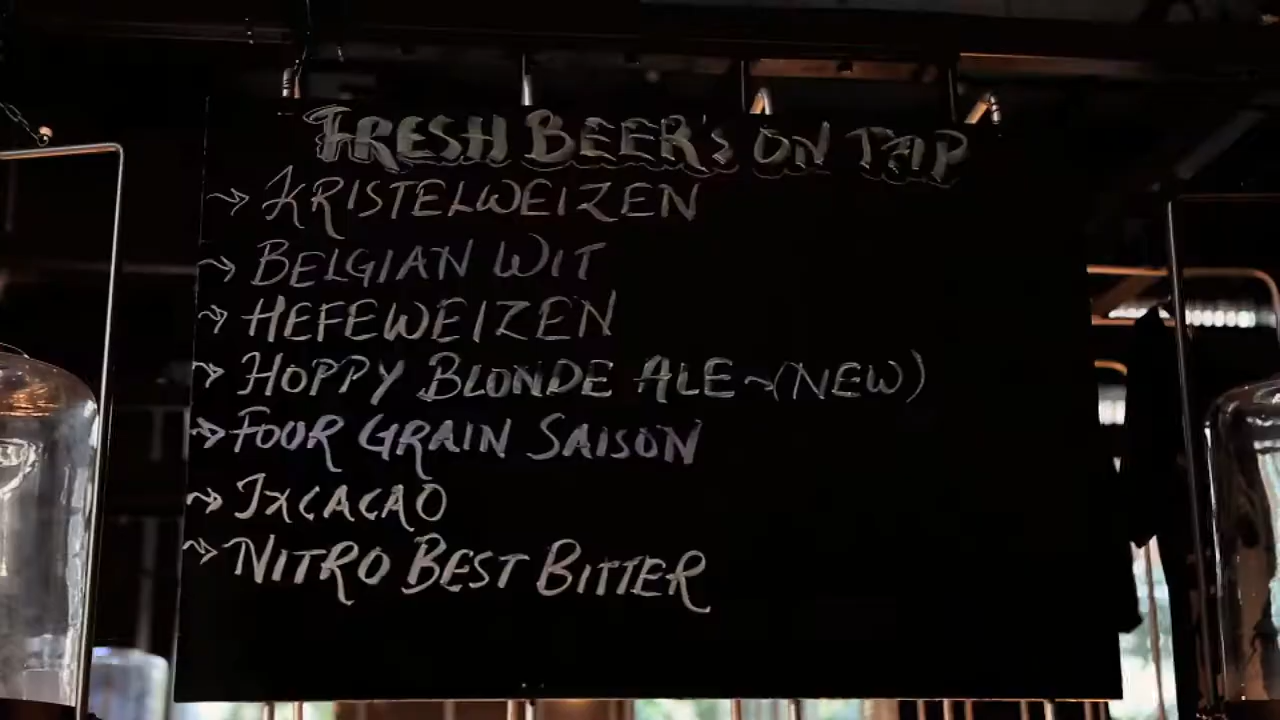 FRESH BEER'S ON TAP
→ KRISTELWEIZEN
→ BELGIAN WIT
→ HEFEWEIZEN
→ HOPPY BLONDE ALE ~ (NEW)
→ FOUR GRAIN SAISON
→ IXCACAO
→ NITRO BEST BITTER